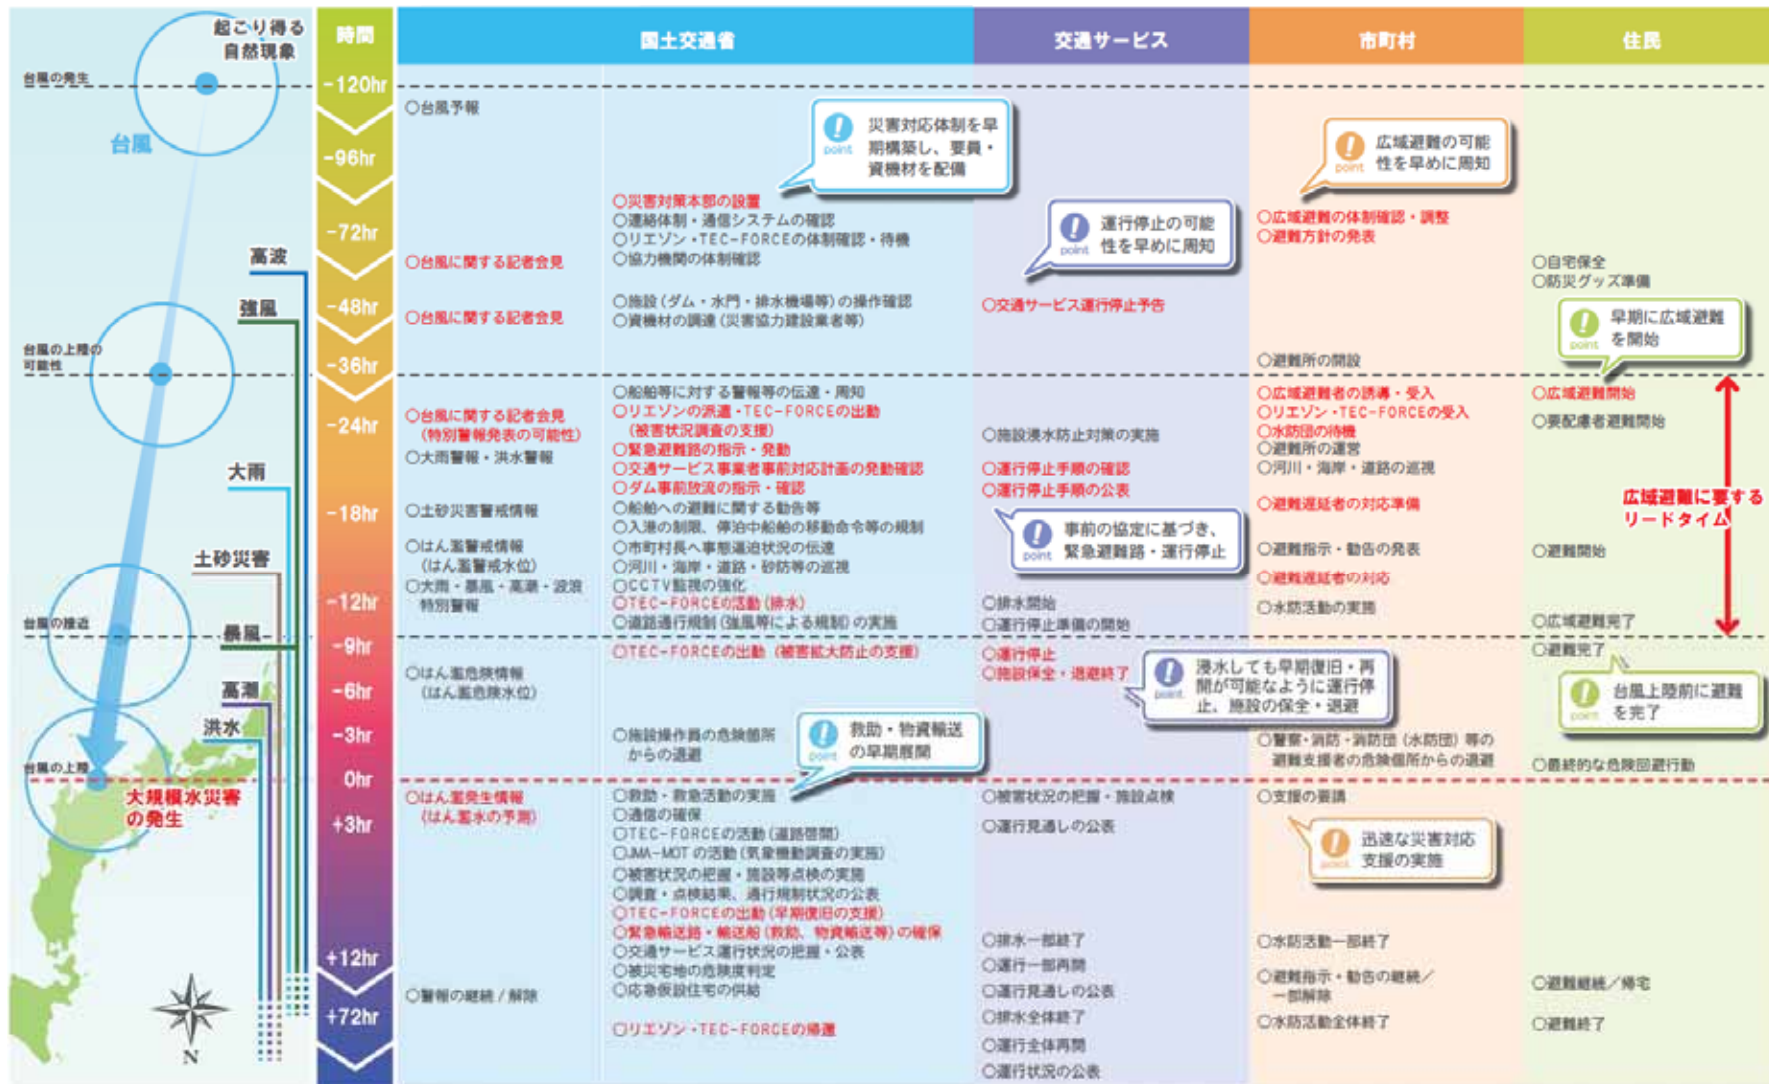 起こり得る
自然現象
時間
国土交通省
交通サービス
市町村
住民
台風の発生
-120hr
○台風予報
台風
-96hr
!
point
災害対応体制を早
期構築し、要員・
資機材を配備
!
point
広域避難の可能
性を早めに周知
○災害対策本部の設置
○連絡体制・通信システムの確認
○リエゾン・TEC-FORCEの体制確認・待機
○協力機関の体制確認
-72hr
!
point
運行停止の可能
性を早めに周知
○広域避難の体制確認・調整
○避難方針の発表
高波
○台風に関する記者会見
○自宅保全
○防災グッズ準備
強風
-48hr
○台風に関する記者会見
○施設(ダム・水門・排水機場等)の操作確認
○資機材の調達(災害協力建設業者等)
○交通サービス運行停止予告
!
point
早期に広域避難
を開始
台風の上陸の
可能性
-36hr
○避難所の開設
○船舶等に対する警報等の伝達・周知
○リエゾンの派遣・TEC-FORCEの出動
(被害状況調査の支援)
○緊急避難路の指示・発動
○交通サービス事業者事前対応計画の発動確認
○ダム事前放流の指示・確認
○船舶への避難に関する勧告等
○入港の制限、停泊中船舶の移動命令等の規制
○市町村長へ事態逼迫状況の伝達
○河川・海岸・道路・砂防等の巡視
○CCTV監視の強化
○TEC-FORCEの活動(排水)
○道路通行規制(強風等による規制)の実施
-24hr
○台風に関する記者会見
(特別警報発表の可能性)
○大雨警報・洪水警報
大雨
-18hr
○土砂災害警戒情報
○はん濫警戒情報
(はん濫警戒水位)
○大雨・暴風・高潮・波浪
特別警報
土砂災害
-12hr
○施設浸水防止対策の実施
○運行停止手順の確認
○運行停止手順の公表
!
point
事前の協定に基づき、
緊急避難路・運行停止
○排水開始
○運行停止準備の開始
○広域避難者の誘導・受入
○リエゾン・TEC-FORCEの受入
○水防団の待機
○避難所の運営
○河川・海岸・道路の巡視
○避難遅延者の対応準備
○避難指示・勧告の発表
○避難遅延者の対応
○水防活動の実施
○広域避難開始
○要配慮者避難開始
広域避難に要する
リードタイム
○避難開始
○広域避難完了
台風の接近
暴風
-9hr
○TEC-FORCEの出動(被害拡大防止の支援)
○運行停止
○施設保全・退避終了
○避難完了
○はん濫危険情報
(はん濫危険水位)
-6hr
!
point
浸水しても早期復旧・再
開が可能なように運行停
止、施設の保全・退避
!
point
台風上陸前に避難
を完了
高潮
洪水
-3hr
○施設操作員の危険箇所
からの退避
!
point
救助・物資輸送
の早期展開
○警察・消防・消防団(水防団)等の
避難支援者の危険個所からの退避
○最終的な危険回避行動
台風の上陸
0hr
大規模水災害
の発生
+3hr
○はん濫発生情報
(はん濫水の予測)
○救助・救急活動の実施
○通信の確保
○TEC-FORCEの活動(道路啓開)
○JMA-MOTの活動(気象機動調査の実施)
○被害状況の把握・施設等点検の実施
○調査・点検結果、通行規制状況の公表
○TEC-FORCEの出動(早期復旧の支援)
○緊急輸送路・輸送船(救助、物資輸送等)の確保
○交通サービス運行状況の把握・公表
○被災宅地の危険度判定
○応急仮設住宅の供給
○リエゾン・TEC-FORCEの帰還
○被害状況の把握・施設点検
○運行見通しの公表
○支援の要請
!
point
迅速な災害対応
支援の実施
+12hr
○排水一部終了
○運行一部再開
○運行見通しの公表
○排水全体終了
○運行全体再開
○運行状況の公表
○水防活動一部終了
○避難指示・勧告の継続/
一部解除
○水防活動全体終了
○避難継続/帰宅
○避難終了
○警報の継続/解除
+72hr
N